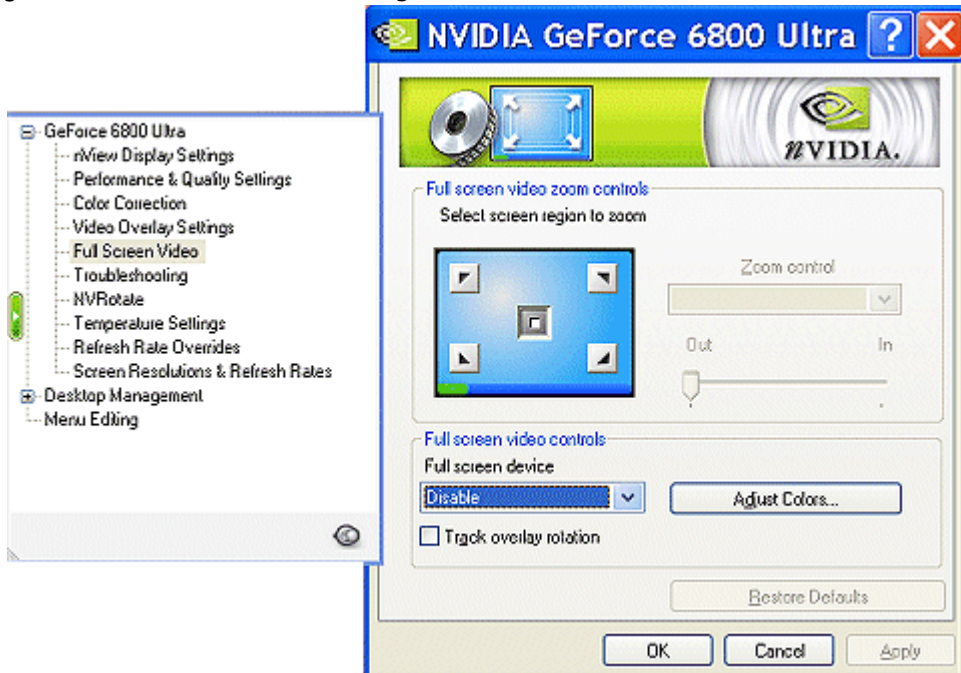 NVIDIA GeForce 6800 Ultra
NVIDIA.
GeForce 6800 Ultra
nView Display Settings
Performance & Quality Settings
Color Correction
Video Overlay Settings
Full Screen Video
Troubleshooting
NVRotate
Temperature Settings
Refresh Rate Overrides
Screen Resolutions & Refresh Rates
Desktop Management
Menu Editing
Full screen video zoom controls
Select screen region to zoom
Zoom control
Out In
Full screen video controls
Full screen device
Disable
Adjust Colors...
Track overlay rotation
Restore Defaults
OK Cancel Apply